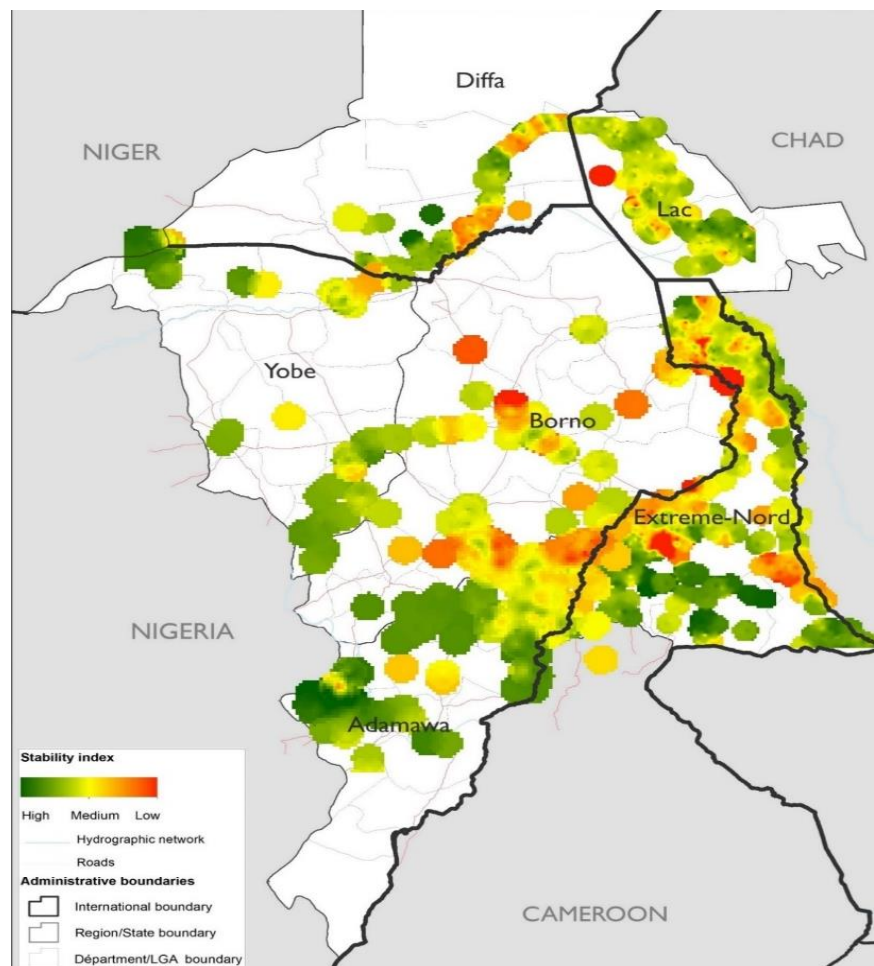 Diffa
NIGER
CHAD
Lac
Yobe
Borno
Extreme-Nord
NIGERIA
Adamawa
Stability index
High Medium Low
Hydrographic network
Roads
Administrative boundaries
International boundary
Region/State boundary
Départment/LGA boundary
CAMEROON